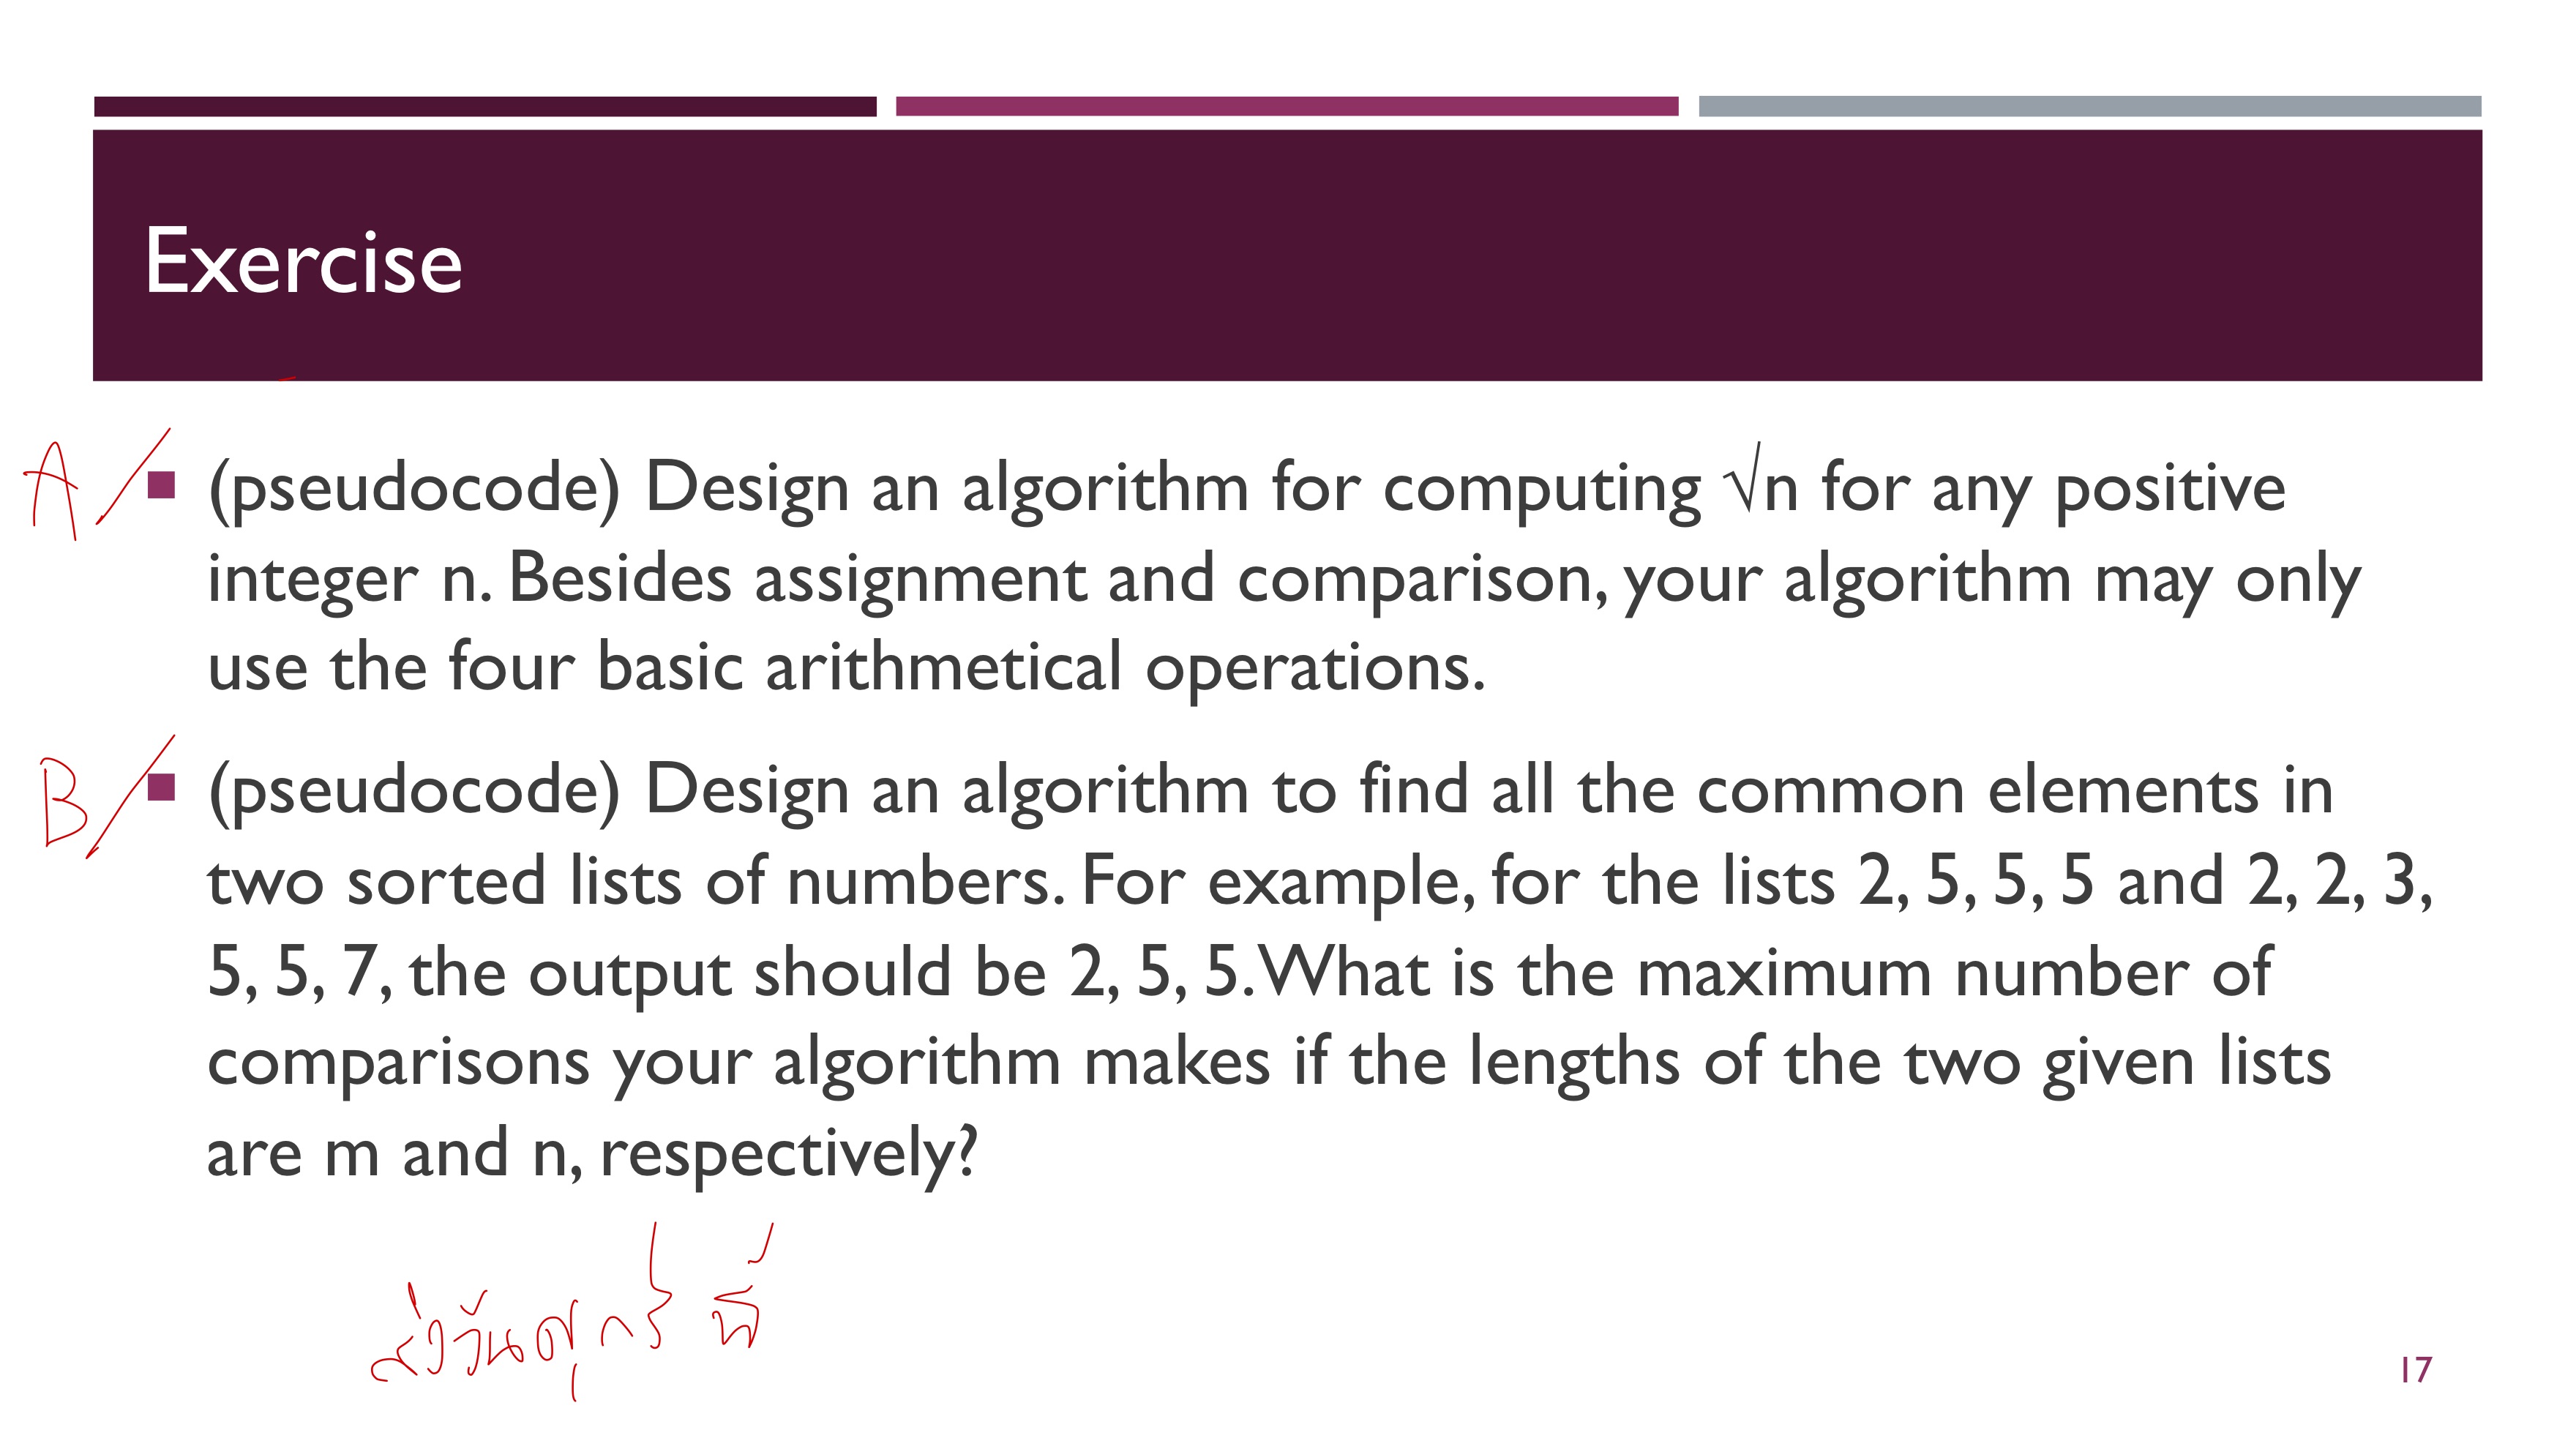 Exercise
A
(pseudocode) Design an algorithm for computing √n for any positive
integer n. Besides assignment and comparison, your algorithm may only
use the four basic arithmetical operations.
B
(pseudocode) Design an algorithm to find all the common elements in
two sorted lists of numbers. For example, for the lists 2, 5, 5, 5 and 2, 2, 3,
5, 5, 7, the output should be 2, 5, 5. What is the maximum number of
comparisons your algorithm makes if the lengths of the two given lists
are m and n, respectively?
ส่งวันศุกร์ นี้
17